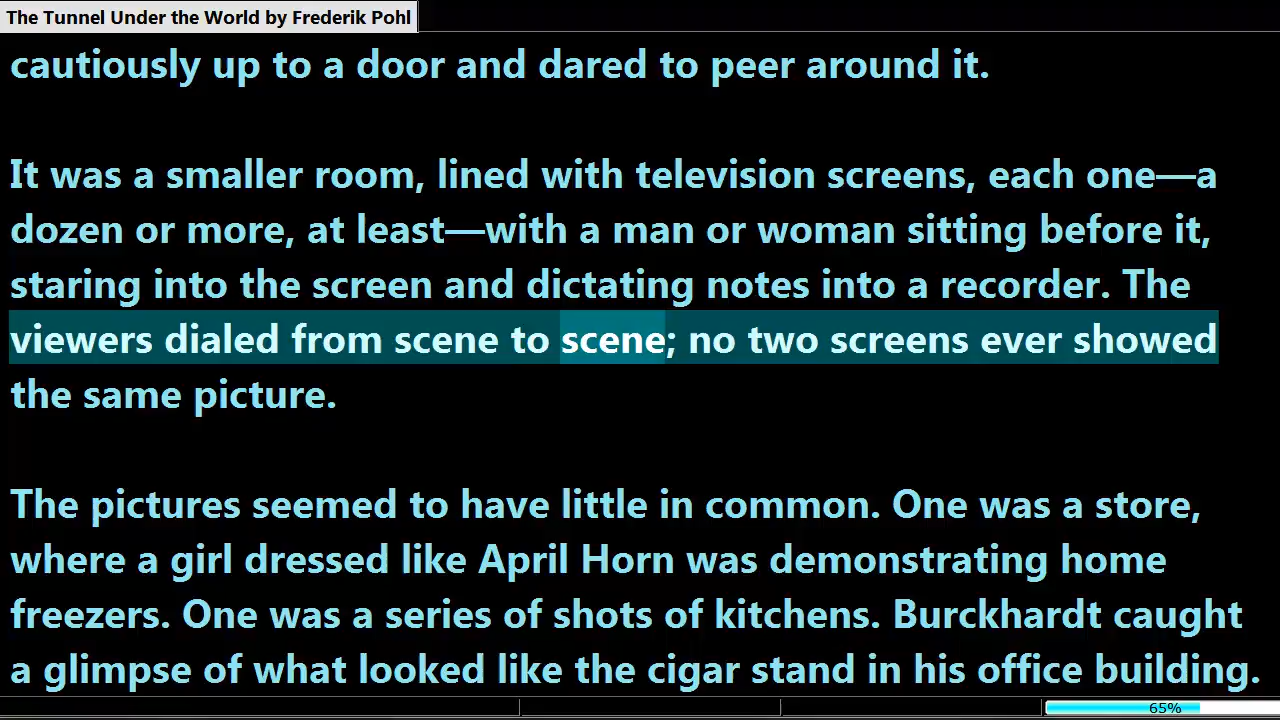 The Tunnel Under the World by Frederik Pohl
cautiously up to a door and dared to peer around it.
It was a smaller room, lined with television screens, each one—a
dozen or more, at least—with a man or woman sitting before it,
staring into the screen and dictating notes into a recorder. The
viewers dialed from scene to scene; no two screens ever showed
the same picture.
The pictures seemed to have little in common. One was a store,
where a girl dressed like April Horn was demonstrating home
freezers. One was a series of shots of kitchens. Burckhardt caught
a glimpse of what looked like the cigar stand in his office building.
65%